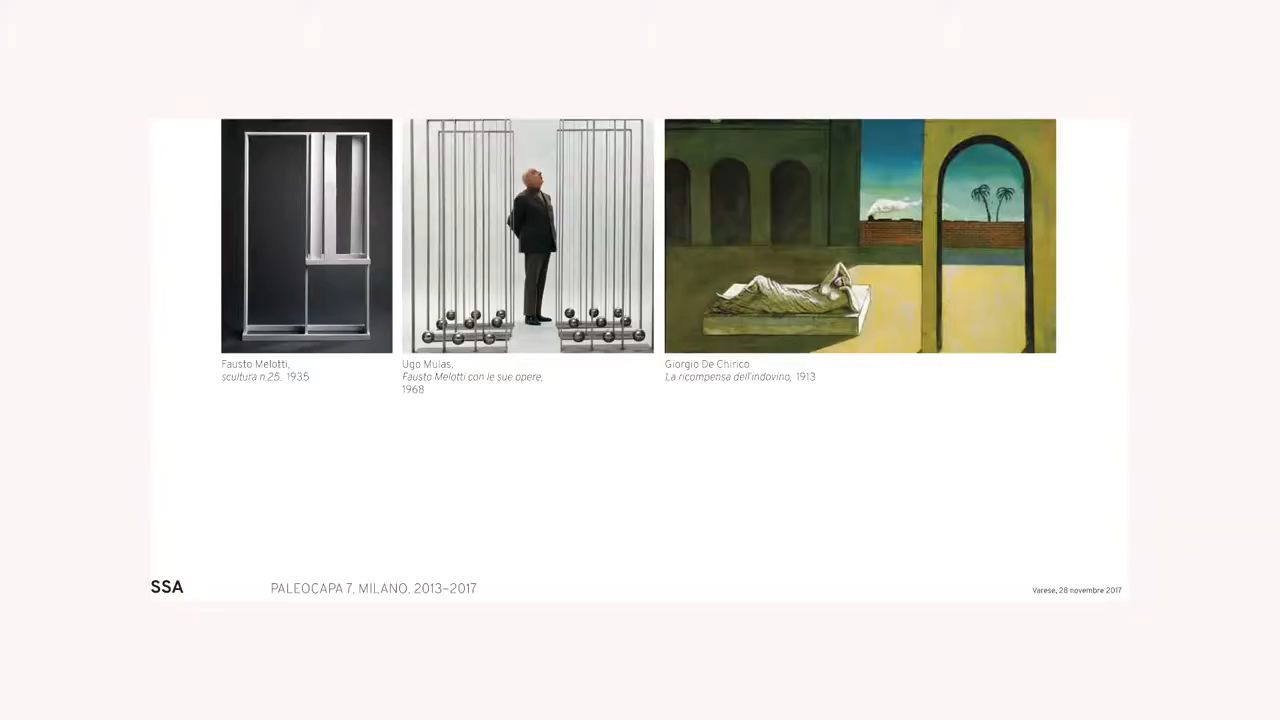 Fausto Melotti,
scultura n.25, 1935
Ugo Mulas,
Fausto Melotti con le sue opere,
1968
Giorgio De Chirico
La ricompensa dell'indovino, 1913
SSA
PALEOCAPA 7, MILANO, 2013–2017
Varese, 28 novembre 2017